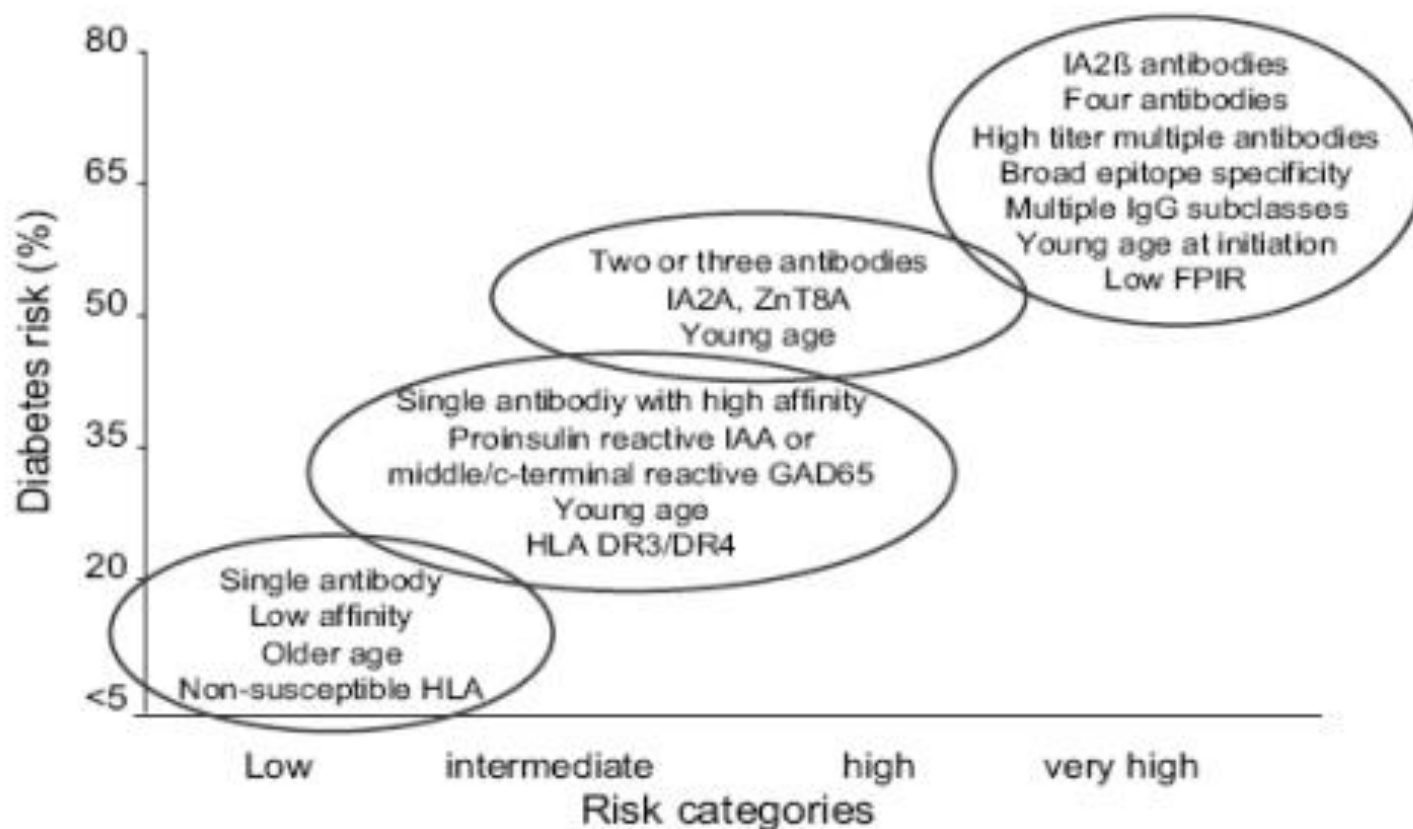 80
65
50
35
20
<5
Diabetes risk (%)
IA2ß antibodies
Four antibodies
High titer multiple antibodies
Broad epitope specificity
Multiple IgG subclasses
Young age at initiation
Low FPIR
Two or three antibodies
IA2A, ZnT8A
Young age
Single antibodiy with high affinity
Proinsulin reactive IAA or
middle/c-terminal reactive GAD65
Young age
HLA DR3/DR4
Single antibody
Low affinity
Older age
Non-susceptible HLA
Low intermediate high very high
Risk categories